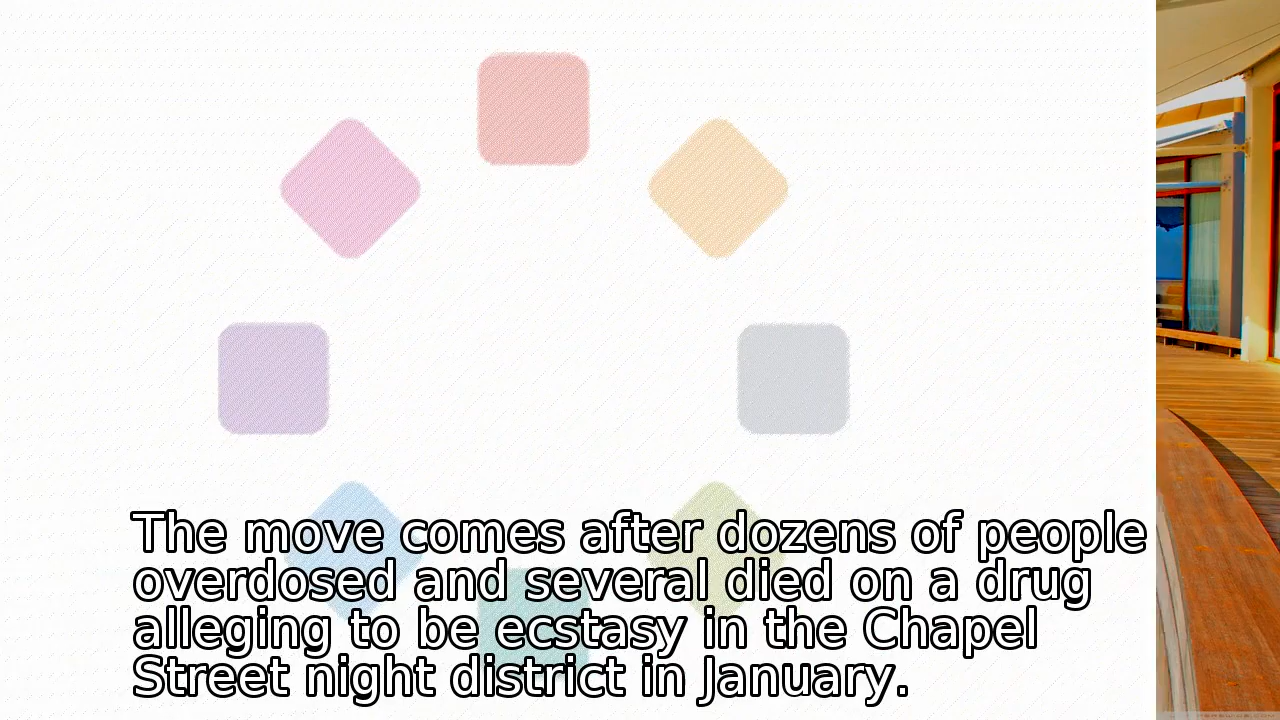 The move comes after dozens of people
overdosed and several died on a drug
alleging to be ecstasy in the Chapel
Street night district in January.